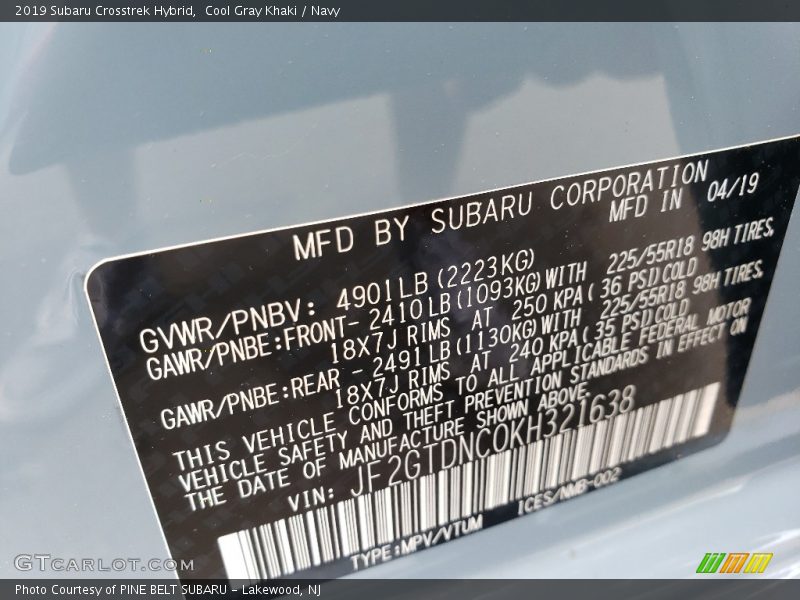 2019 Subaru Crosstrek Hybrid, Cool Gray Khaki / Navy
MFD BY SUBARU CORPORATION
MFD IN 04/19
GVWR/PNBV: 4901LB (2223KG)
GAWR/PNBE:FRONT- 2410LB (1093KG)WITH 225/55R18 98H TIRES,
18X7J RIMS AT 250 KPA( 36 PSI)COLD
GAWR/PNBE:REAR - 2491LB (1130KG)WITH 225/55R18 98H TIRES,
18X7J RIMS AT 240 KPA( 35 PSI)COLD
THIS VEHICLE CONFORMS TO ALL APPLICABLE FEDERAL MOTOR
VEHICLE SAFETY AND THEFT PREVENTION STANDARDS IN EFFECT ON
THE DATE OF MANUFACTURE SHOWN ABOVE.
VIN: JF2GTDNC0KH321638
TYPE:MPV/VTUM ICES/NMB-002
GTCARLOT.COM
Photo Courtesy of PINE BELT SUBARU - Lakewood, NJ